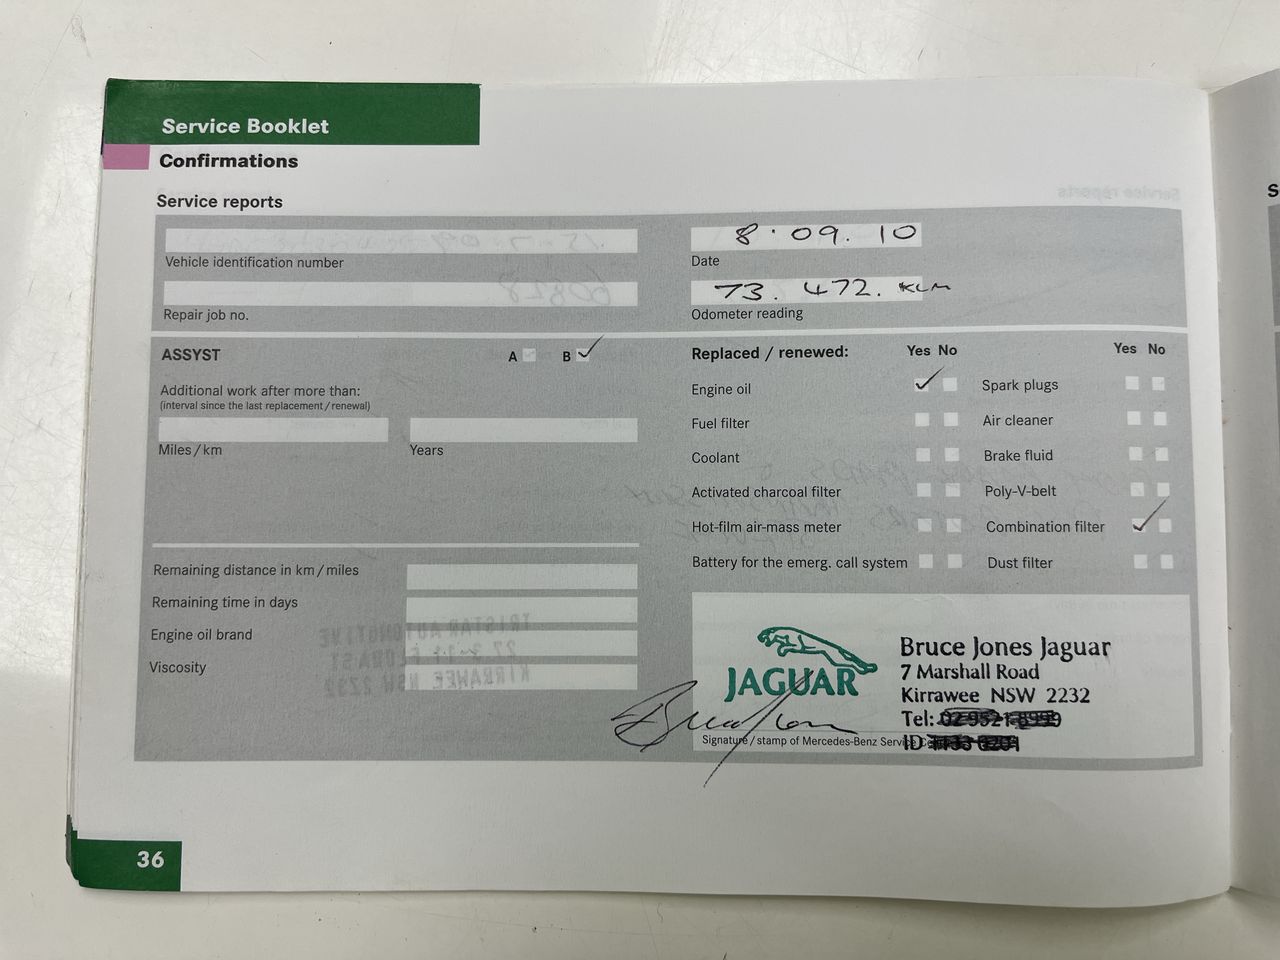 Service Booklet
Confirmations
Service reports
8.09.10
Vehicle identification number
Date
73.472. KLM
Repair job no.
Odometer reading
ASSYST A B
Replaced / renewed: Yes No Yes No
Additional work after more than:
(interval since the last replacement / renewal)
Miles / km Years
Engine oil Spark plugs
Fuel filter Air cleaner
Coolant Brake fluid
Activated charcoal filter Poly-V-belt
Hot-film air-mass meter Combination filter
Battery for the emerg. call system Dust filter
Remaining distance in km / miles
Remaining time in days
Engine oil brand
Viscosity
JAGUAR
Bruce Jones Jaguar
7 Marshall Road
Kirrawee NSW 2232
Tel:
ID
Signature / stamp of Mercedes-Benz Service
36